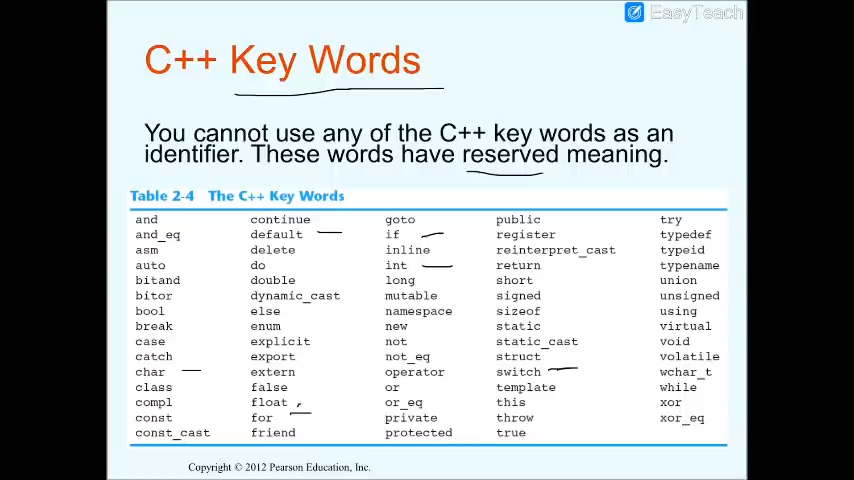 EasyTeach
C++ Key Words
You cannot use any of the C++ key words as an
identifier. These words have reserved meaning.
Table 2-4 The C++ Key Words
and continue goto public try
and_eq default if register typedef
asm delete inline reinterpret_cast typeid
auto do int return typename
bitand double long short union
bitor dynamic_cast mutable signed unsigned
bool else namespace sizeof using
break enum new static virtual
case explicit not static_cast void
catch export not_eq struct volatile
char extern operator switch wchar_t
class false or template while
compl float or_eq this xor
const for private throw xor_eq
const_cast friend protected true
Copyright © 2012 Pearson Education, Inc.